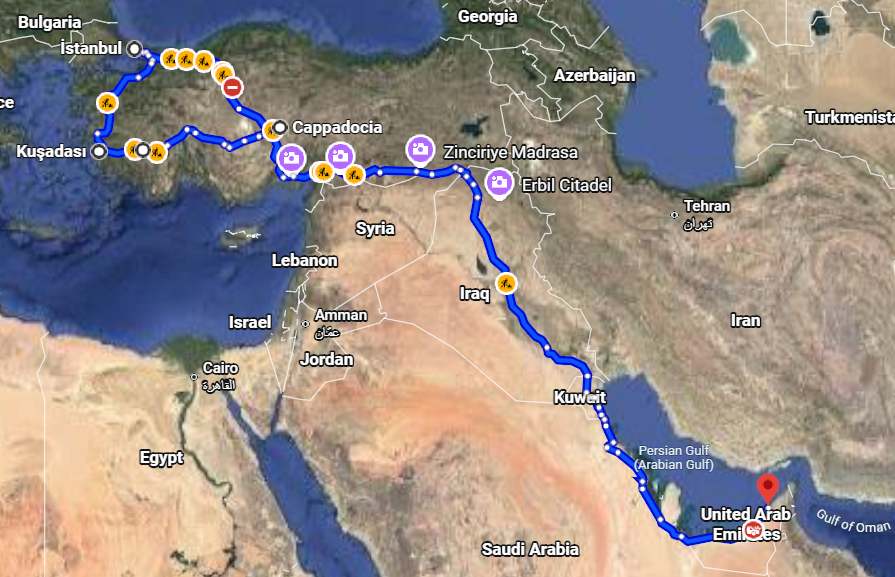 Bulgaria
Georgia
İstanbul
Azerbaijan
ce
Turkmenista
Cappadocia
Kuşadası
Zinciriye Madrasa
Erbil Citadel
Tehran
تهران
Syria
Lebanon
Iraq
Israel
Amman
عمّان
Iran
Jordan
Cairo
القاهرة
Kuwait
Persian Gulf
(Arabian Gulf)
Egypt
United Arab
Emirates
Gulf of Oman
Saudi Arabia